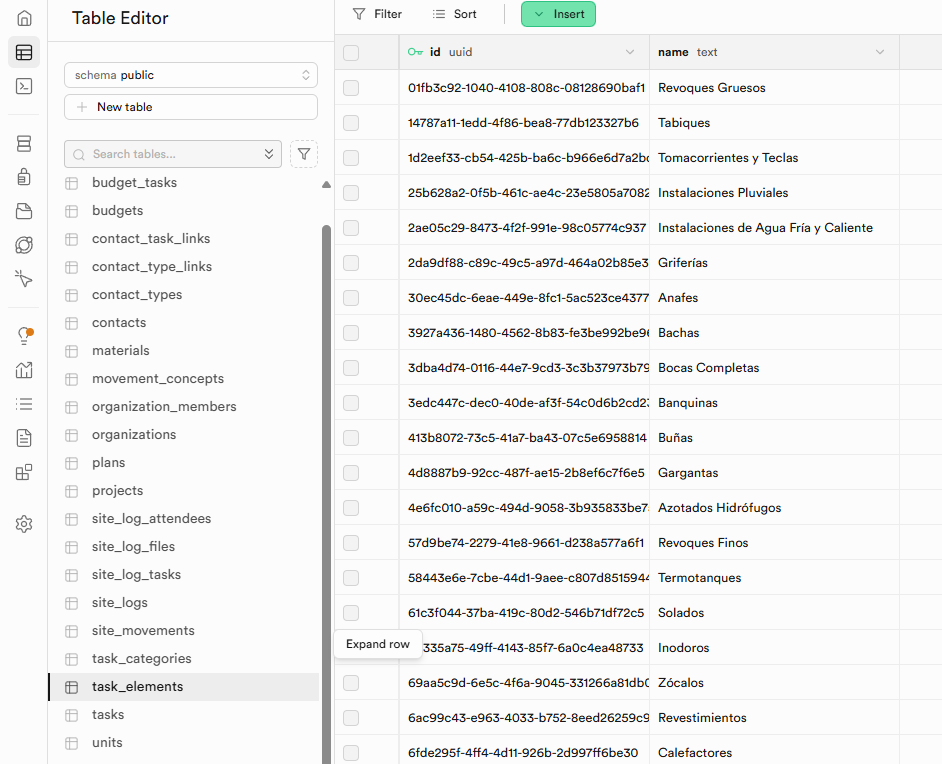 Table Editor
schema public
New table
Search tables...
budget_tasks
budgets
contact_task_links
contact_type_links
contact_types
contacts
materials
movement_concepts
organization_members
organizations
plans
projects
site_log_attendees
site_log_files
site_log_tasks
site_logs
site_movements
task_categories
task_elements
tasks
units
Filter Sort Insert
id uuid name text
01fb3c92-1040-4108-808c-08128690baf1 Revoques Gruesos
14787a11-1edd-4f86-bea8-77db123327b6 Tabiques
1d2eef33-cb54-425b-ba6c-b966e6d7a2b Tomacorrientes y Teclas
25b628a2-0f5b-461c-ae4c-23e5805a7082 Instalaciones Pluviales
2ae05c29-8473-4f2f-991e-98c05774c937 Instalaciones de Agua Fría y Caliente
2da9df88-c89c-49c5-a97d-464a02b85e3 Griferías
30ec45dc-6eae-449e-8fc1-5ac523ce4377 Anafes
3927a436-1480-4562-8b83-fe3be992be9 Bachas
3dba4d74-0116-44e7-9cd3-3c3b37973b79 Bocas Completas
3edc447c-dec0-40de-af3f-54c0d6b2cd2 Banquinas
413b8072-73c5-41a7-ba43-07c5e6958814 Buñas
4d8887b9-92cc-487f-ae15-2b8ef6c7f6e5 Gargantas
4e6fc010-a59c-494d-9058-3b935833be7 Azotados Hidrófugos
57d9be74-2279-41e8-9661-d238a577a6f1 Revoques Finos
58443e6e-7cbe-44d1-9aee-c807d8515944 Termotanques
61c3f044-37ba-419c-80d2-546b71df72c5 Solados
Expand row
335a75-49ff-4143-85f7-6a0c4ea48733 Inodoros
69aa5c9d-6e5c-4f6a-9045-331266a81db Zócalos
6ac99c43-e963-4033-b752-8eed26259c9 Revestimientos
6fde295f-4ff4-4d11-926b-2d997ff6be30 Calefactores